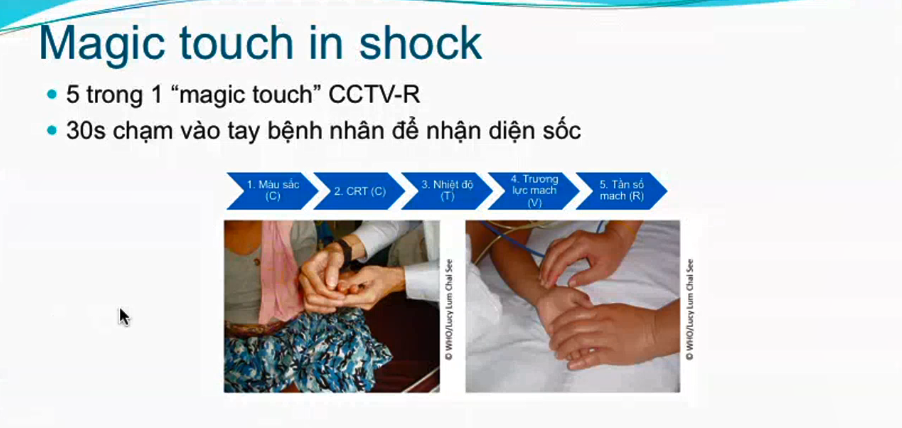 Magic touch in shock
5 trong 1 “magic touch” CCTV-R
30s chạm vào tay bệnh nhân để nhận diện sốc
1. Màu sắc
(C)
2. CRT (C)
3. Nhiệt độ
(T)
4. Trương
lực mạch
(V)
5. Tần số
mạch (R)
© WHO/Lucy Lum Chai See
© WHO/Lucy Lum Chai See